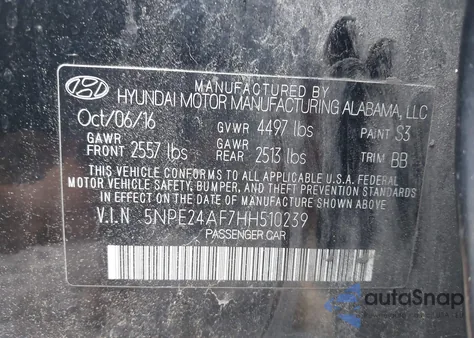 MANUFACTURED BY
HYUNDAI MOTOR MANUFACTURING ALABAMA, LLC
Oct/06/16 GVWR 4497 lbs PAINT S3
GAWR FRONT 2557 lbs GAWR REAR 2513 lbs TRIM BB
THIS VEHICLE CONFORMS TO ALL APPLICABLE U.S.A. FEDERAL
MOTOR VEHICLE SAFETY, BUMPER, AND THEFT PREVENTION STANDARDS
IN EFFECT ON THE DATE OF MANUFACTURE SHOWN ABOVE.
V.I.N 5NPE24AF7HH510239
PASSENGER CAR
autoSnap